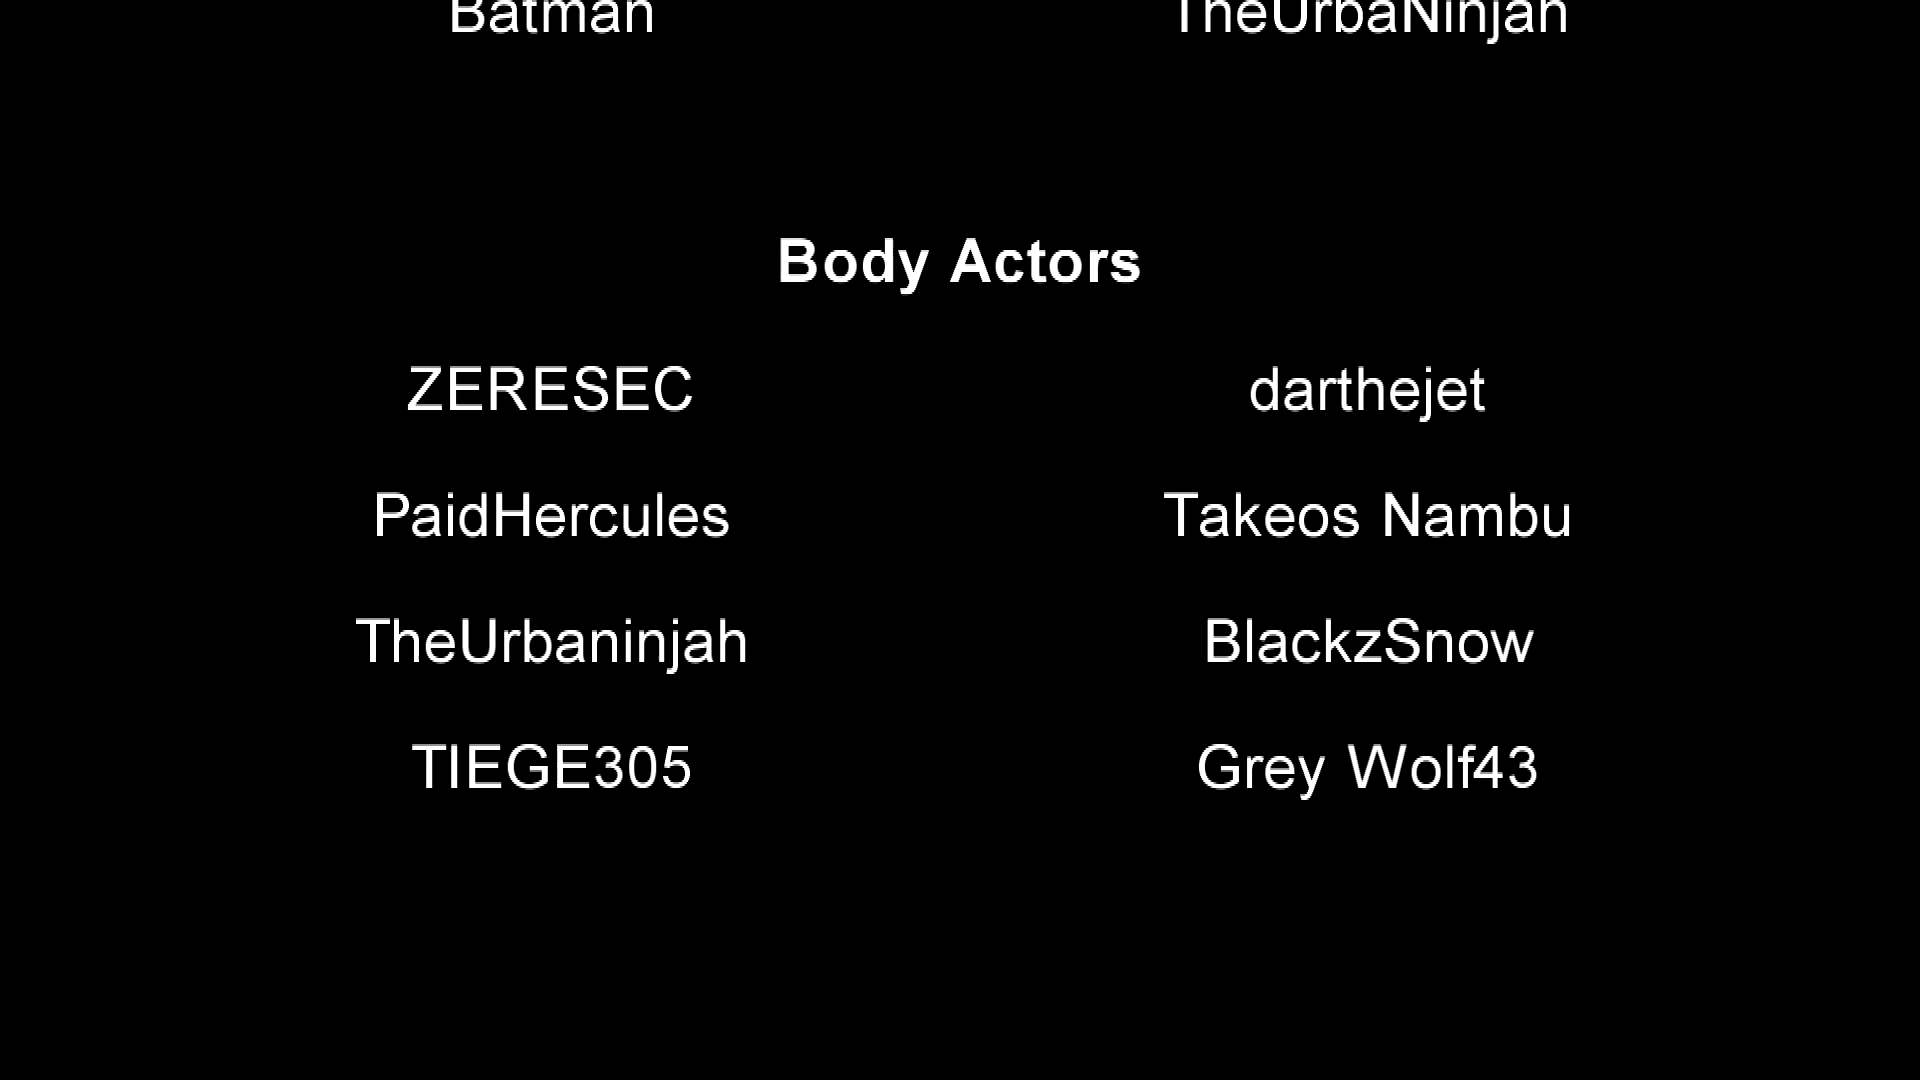 Batman TheUrbaNinjah
Body Actors
ZERESEC darthejet
PaidHercules Takeos Nambu
TheUrbaninjah BlackzSnow
TIEGE305 Grey Wolf43